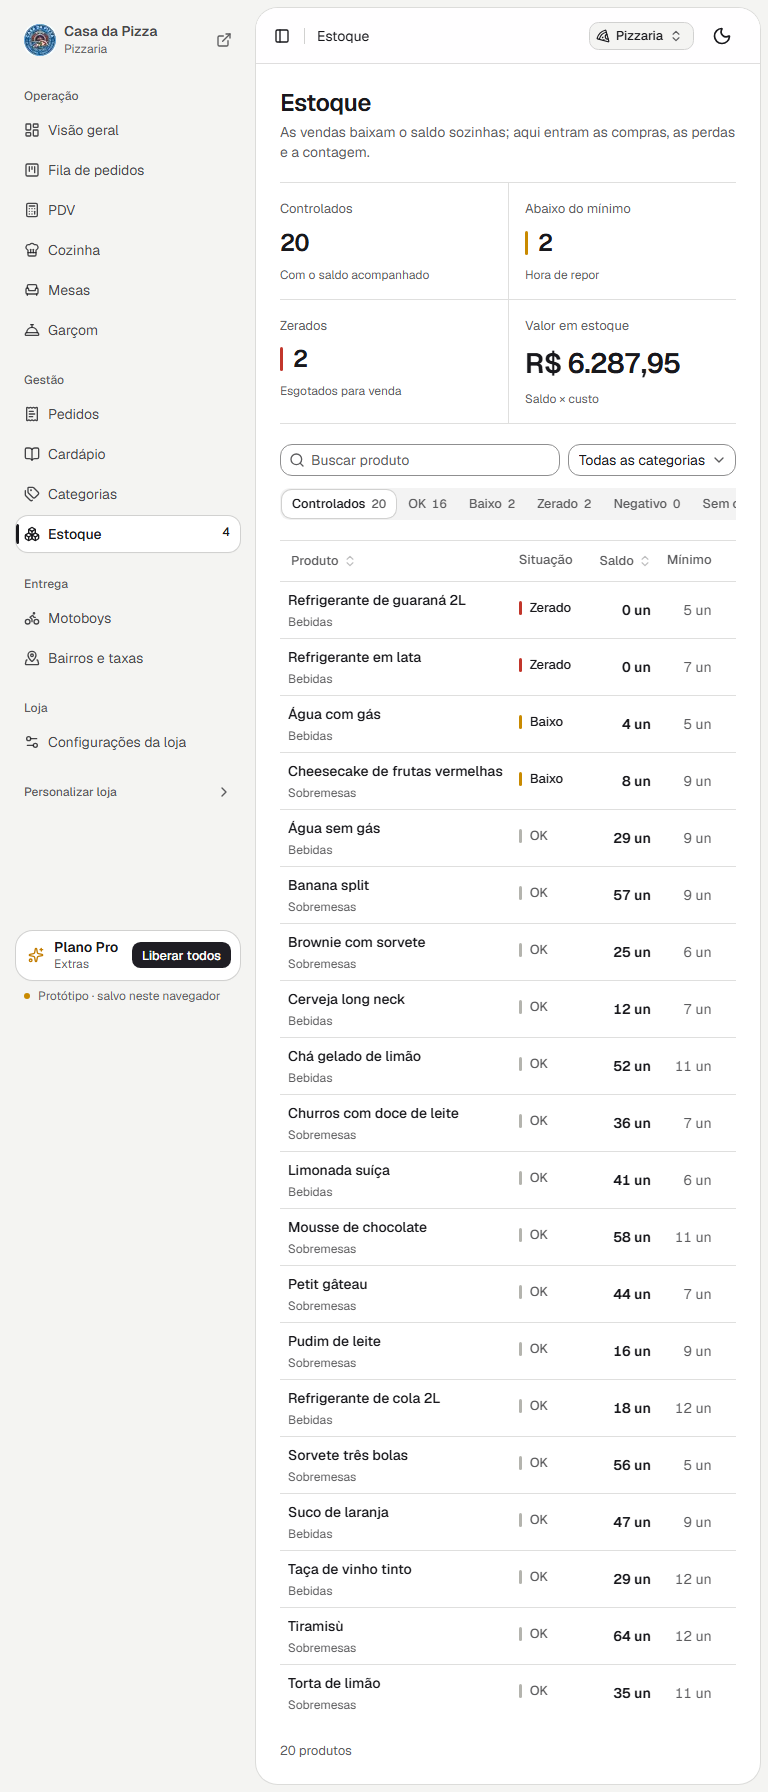 Casa da Pizza
Pizzaria
Operação
Visão geral
Fila de pedidos
PDV
Cozinha
Mesas
Garçom
Gestão
Pedidos
Cardápio
Categorias
Estoque 4
Entrega
Motoboys
Bairros e taxas
Loja
Configurações da loja
Personalizar loja
Plano Pro
Extras
Liberar todos
Protótipo · salvo neste navegador
Estoque
Pizzaria
Estoque
As vendas baixam o saldo sozinhas; aqui entram as compras, as perdas
e a contagem.
Controlados
20
Com o saldo acompanhado
Abaixo do mínimo
2
Hora de repor
Zerados
2
Esgotados para venda
Valor em estoque
R$ 6.287,95
Saldo × custo
Buscar produto
Todas as categorias
Controlados 20 OK 16 Baixo 2 Zerado 2 Negativo 0 Sem
Produto Situação Saldo Mínimo
Refrigerante de guaraná 2L
Bebidas
Zerado 0 un 5 un
Refrigerante em lata
Bebidas
Zerado 0 un 7 un
Água com gás
Bebidas
Baixo 4 un 5 un
Cheesecake de frutas vermelhas
Sobremesas
Baixo 8 un 9 un
Água sem gás
Bebidas
OK 29 un 9 un
Banana split
Sobremesas
OK 57 un 9 un
Brownie com sorvete
Sobremesas
OK 25 un 6 un
Cerveja long neck
Bebidas
OK 12 un 7 un
Chá gelado de limão
Bebidas
OK 52 un 11 un
Churros com doce de leite
Sobremesas
OK 36 un 7 un
Limonada suíça
Bebidas
OK 41 un 6 un
Mousse de chocolate
Sobremesas
OK 58 un 11 un
Petit gâteau
Sobremesas
OK 44 un 7 un
Pudim de leite
Sobremesas
OK 16 un 9 un
Refrigerante de cola 2L
Bebidas
OK 18 un 12 un
Sorvete três bolas
Sobremesas
OK 56 un 5 un
Suco de laranja
Bebidas
OK 47 un 9 un
Taça de vinho tinto
Bebidas
OK 29 un 12 un
Tiramisù
Sobremesas
OK 64 un 12 un
Torta de limão
Sobremesas
OK 35 un 11 un
20 produtos